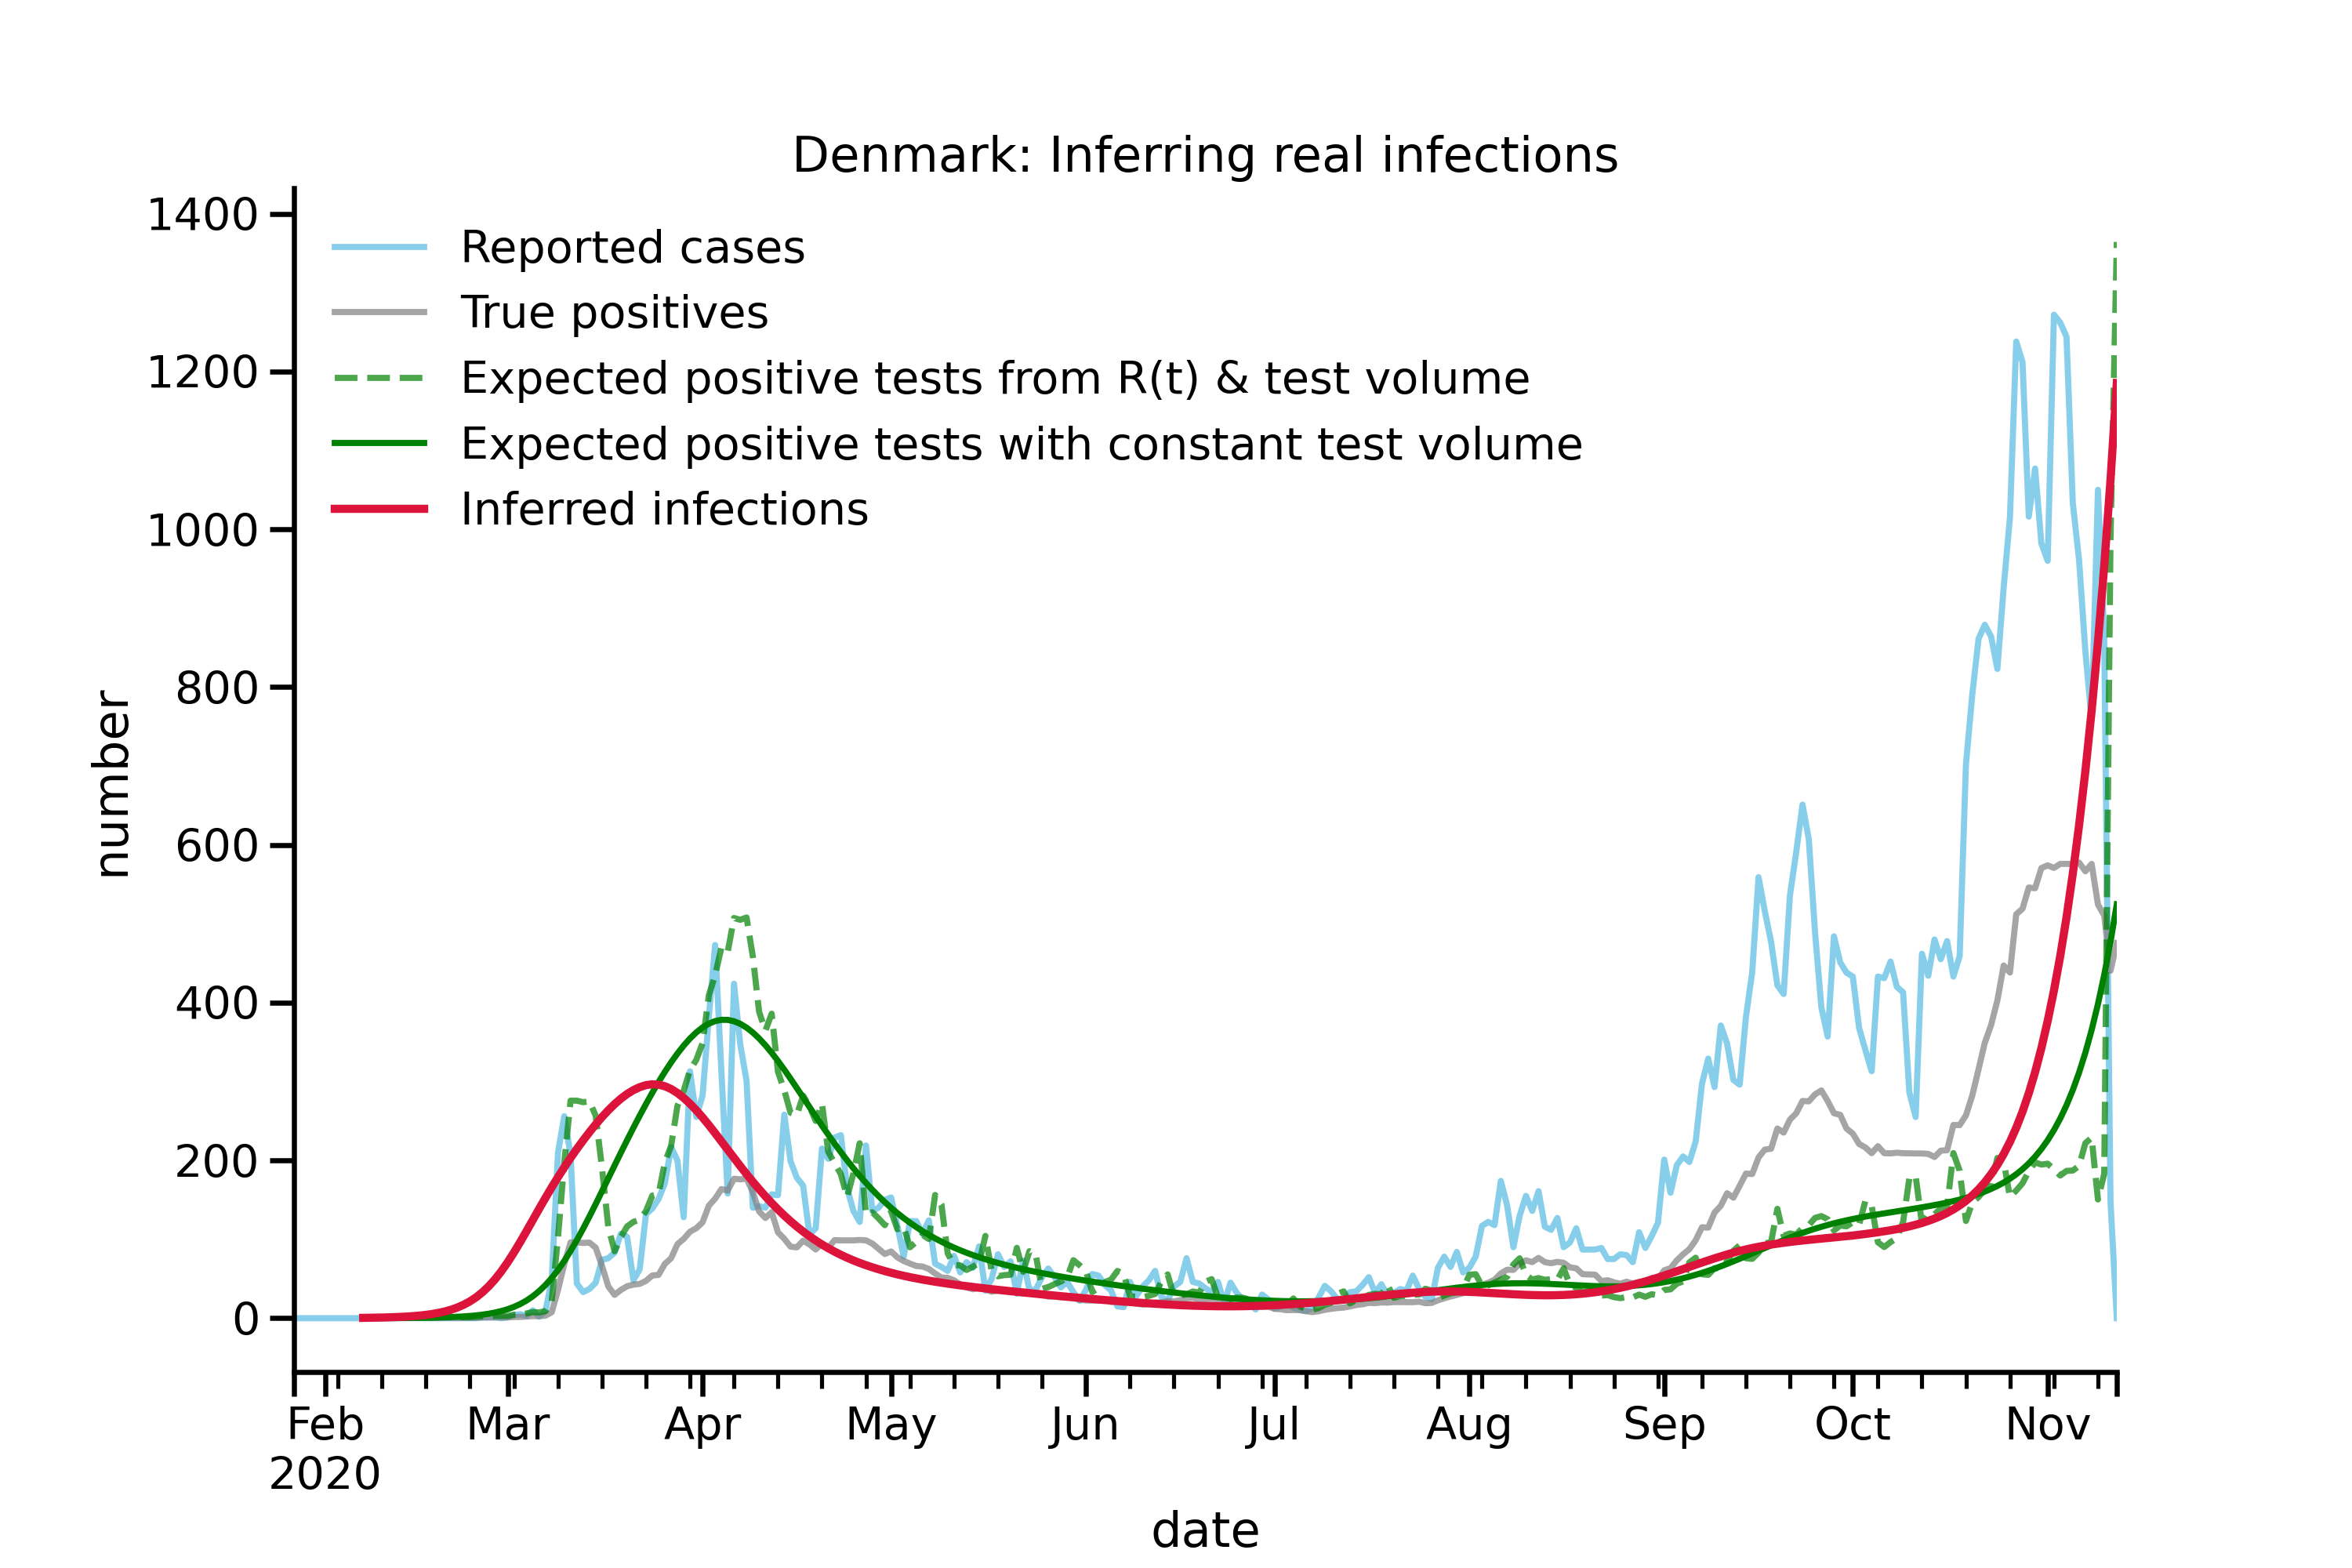 Denmark: Inferring real infections
1400
1200
1000
800
600
400
200
0
number
Reported cases
True positives
Expected positive tests from R(t) & test volume
Expected positive tests with constant test volume
Inferred infections
Feb Mar Apr May Jun Jul Aug Sep Oct Nov
2020
date